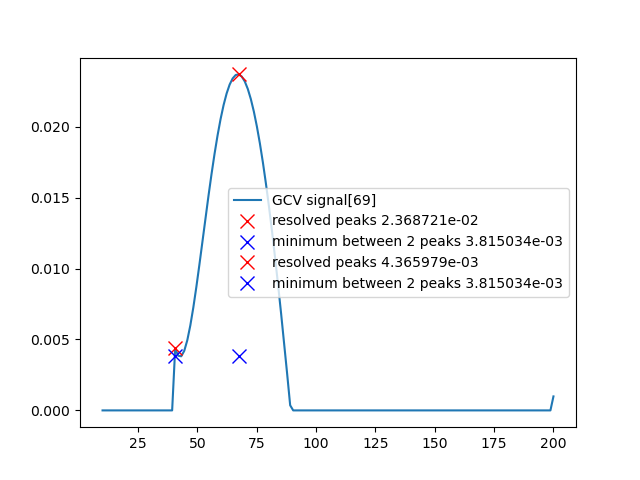 0.020
0.015
0.010
0.005
0.000
GCV signal[69]
resolved peaks 2.368721e-02
minimum between 2 peaks 3.815034e-03
resolved peaks 4.365979e-03
minimum between 2 peaks 3.815034e-03
25
50
75
100
125
150
175
200